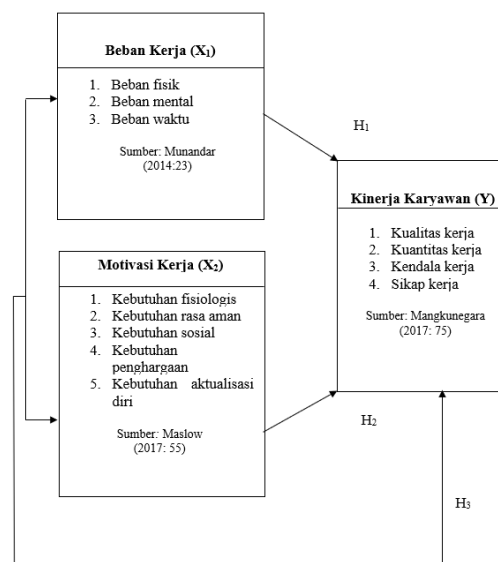 Beban Kerja (X₁)
1. Beban fisik
2. Beban mental
3. Beban waktu
Sumber: Munandar
(2014:23)
H₁
Kinerja Karyawan (Y)
1. Kualitas kerja
2. Kuantitas kerja
3. Kendala kerja
4. Sikap kerja
Sumber: Mangkunegara
(2017: 75)
Motivasi Kerja (X₂)
1. Kebutuhan fisiologis
2. Kebutuhan rasa aman
3. Kebutuhan sosial
4. Kebutuhan
penghargaan
5. Kebutuhan aktualisasi
diri
Sumber: Maslow
(2017: 55)
H₂
H₃